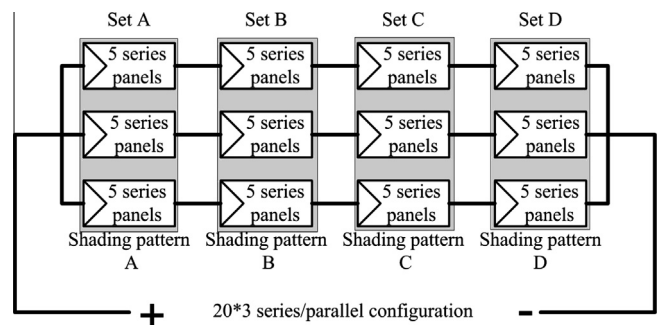 Set A Set B Set C Set D
5 series 5 series 5 series 5 series
panels panels panels panels
5 series 5 series 5 series 5 series
panels panels panels panels
5 series 5 series 5 series 5 series
panels panels panels panels
Shading pattern Shading pattern Shading pattern Shading pattern
A B C D
+ 20*3 series/parallel configuration -